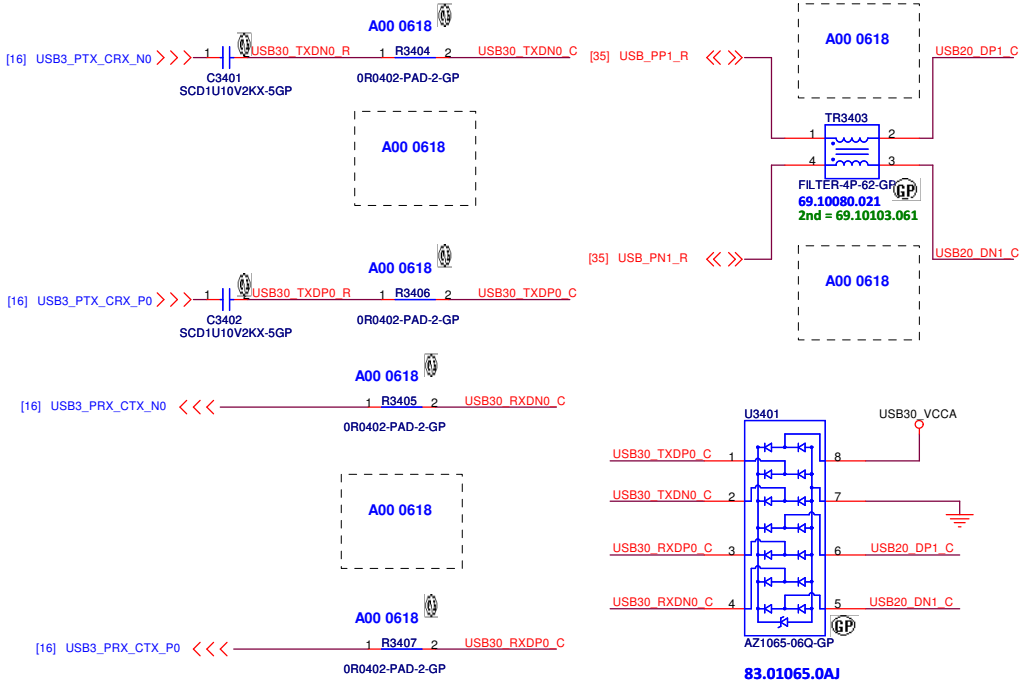 A00 0618
[16] USB3_PTX_CRX_N0 1 2 USB30_TXDN0_R 1 R3404 2 USB30_TXDN0_C
C3401
SCD1U10V2KX-5GP
0R0402-PAD-2-GP
A00 0618
A00 0618
[16] USB3_PTX_CRX_P0 1 2 USB30_TXDP0_R 1 R3406 2 USB30_TXDP0_C
C3402
SCD1U10V2KX-5GP
0R0402-PAD-2-GP
A00 0618
[16] USB3_PRX_CTX_N0 1 R3405 2 USB30_RXDN0_C
0R0402-PAD-2-GP
A00 0618
A00 0618
[16] USB3_PRX_CTX_P0 1 R3407 2 USB30_RXDP0_C
0R0402-PAD-2-GP
A00 0618
[35] USB_PP1_R
USB20_DP1_C
TR3403
1 2
4 3
FILTER-4P-62-GP
GP
69.10080.021
2nd = 69.10103.061
[35] USB_PN1_R
USB20_DN1_C
A00 0618
U3401
USB30_VCCA
USB30_TXDP0_C 1 8
USB30_TXDN0_C 2 7
USB30_RXDP0_C 3 6 USB20_DP1_C
USB30_RXDN0_C 4 5 USB20_DN1_C
GP
AZ1065-06Q-GP
83.01065.0AJ